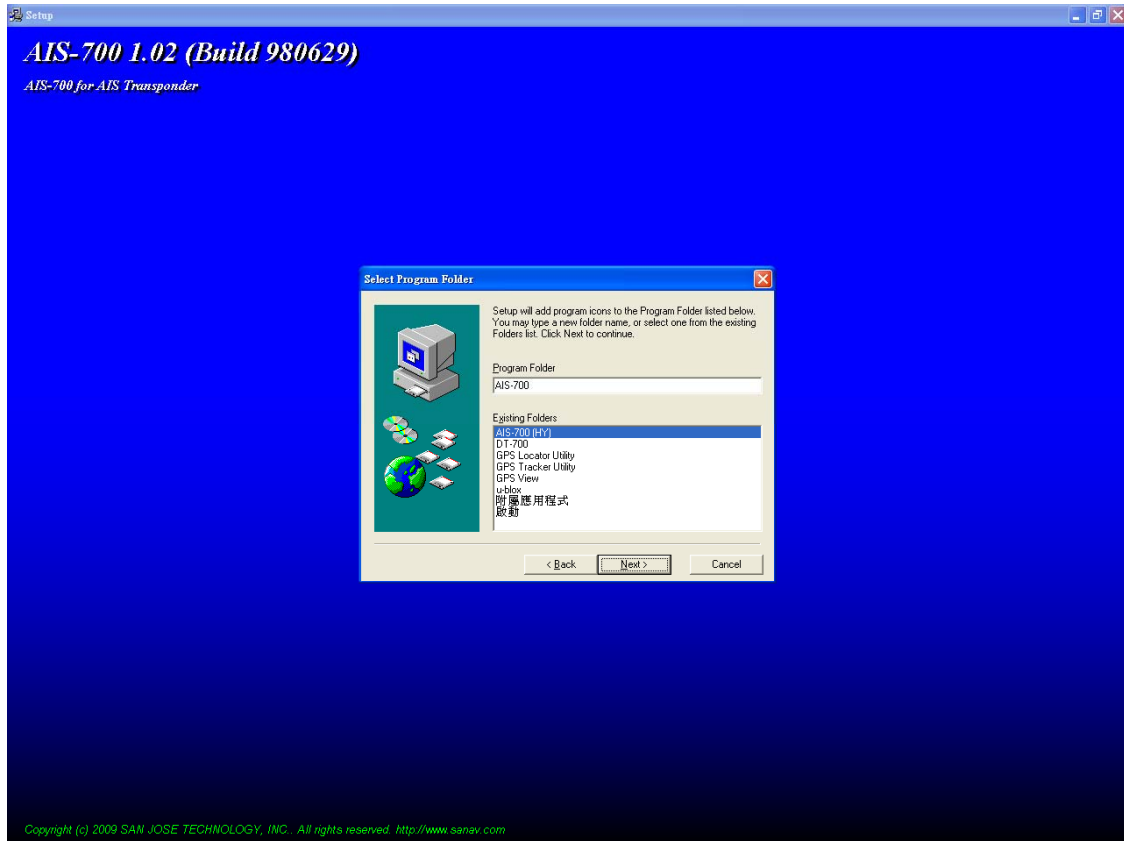 Setup
AIS-700 1.02 (Build 980629)
AIS-700 for AIS Transponder
Select Program Folder
Setup will add program icons to the Program Folder listed below.
You may type a new folder name, or select one from the existing
Folders list. Click Next to continue.
Program Folder
AIS-700
Existing Folders
AIS-700 (HY)
DT-700
GPS Locator Utility
GPS Tracker Utility
GPS View
u-blox
附屬應用程式
啟動
< Back
Next >
Cancel
Copyright (c) 2009 SAN JOSE TECHNOLOGY, INC.. All rights reserved. http://www.sanav.com